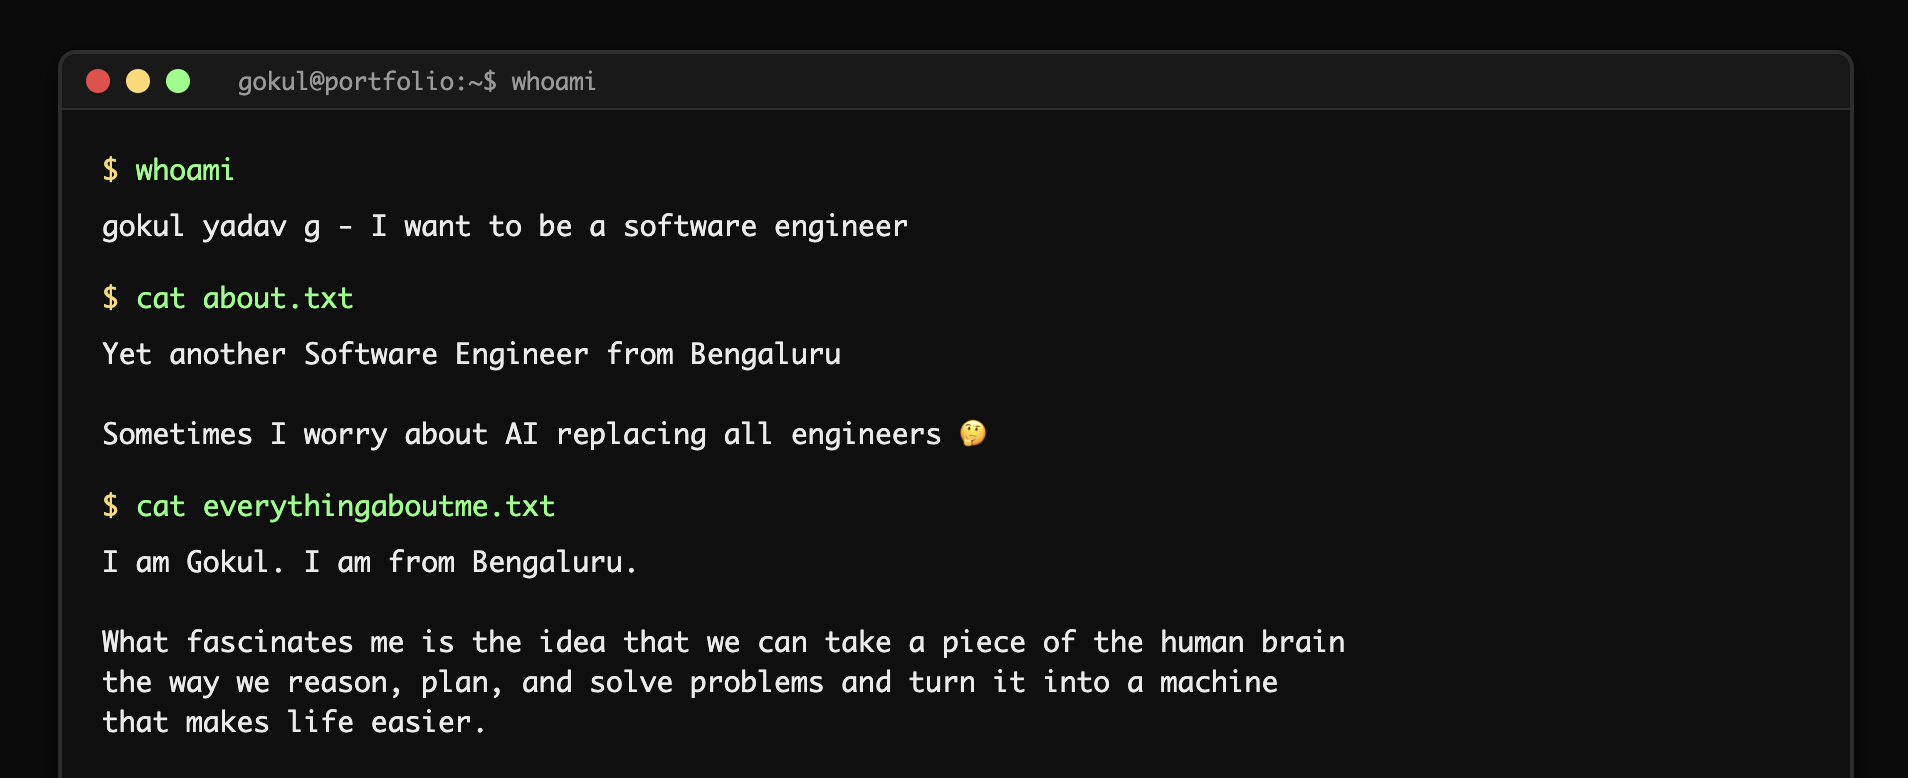 gokul@portfolio:~$ whoami
$ whoami
gokul yadav g - I want to be a software engineer
$ cat about.txt
Yet another Software Engineer from Bengaluru
Sometimes I worry about AI replacing all engineers 🤔
$ cat everythingaboutme.txt
I am Gokul. I am from Bengaluru.
What fascinates me is the idea that we can take a piece of the human brain
the way we reason, plan, and solve problems and turn it into a machine
that makes life easier.